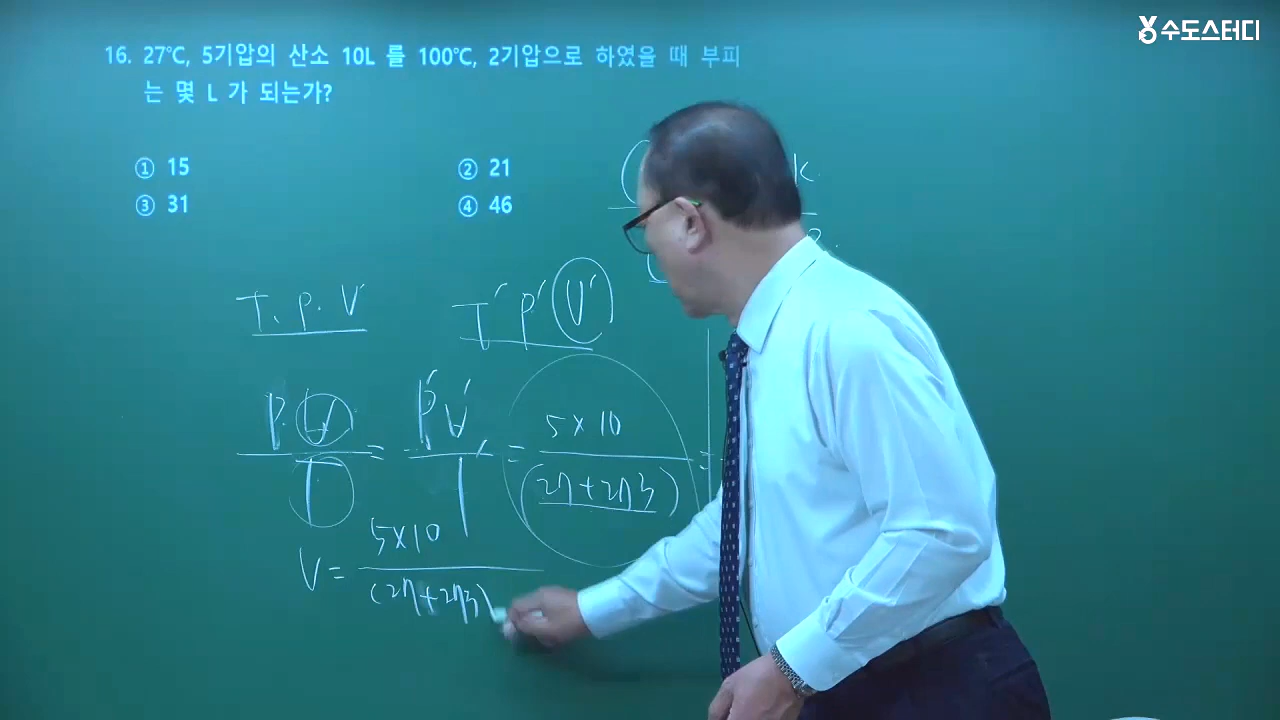 수도스터디
16. 27℃, 5기압의 산소 10L 를 100℃, 2기압으로 하였을 때 부피
는 몇 L 가 되는가?
① 15 ② 21
③ 31 ④ 46
T. P. V T′ P′ V′
P. V / T = P′ V′ / T′ = 5 × 10 / (27 + 273) =
V = 5×10 / (27+273)